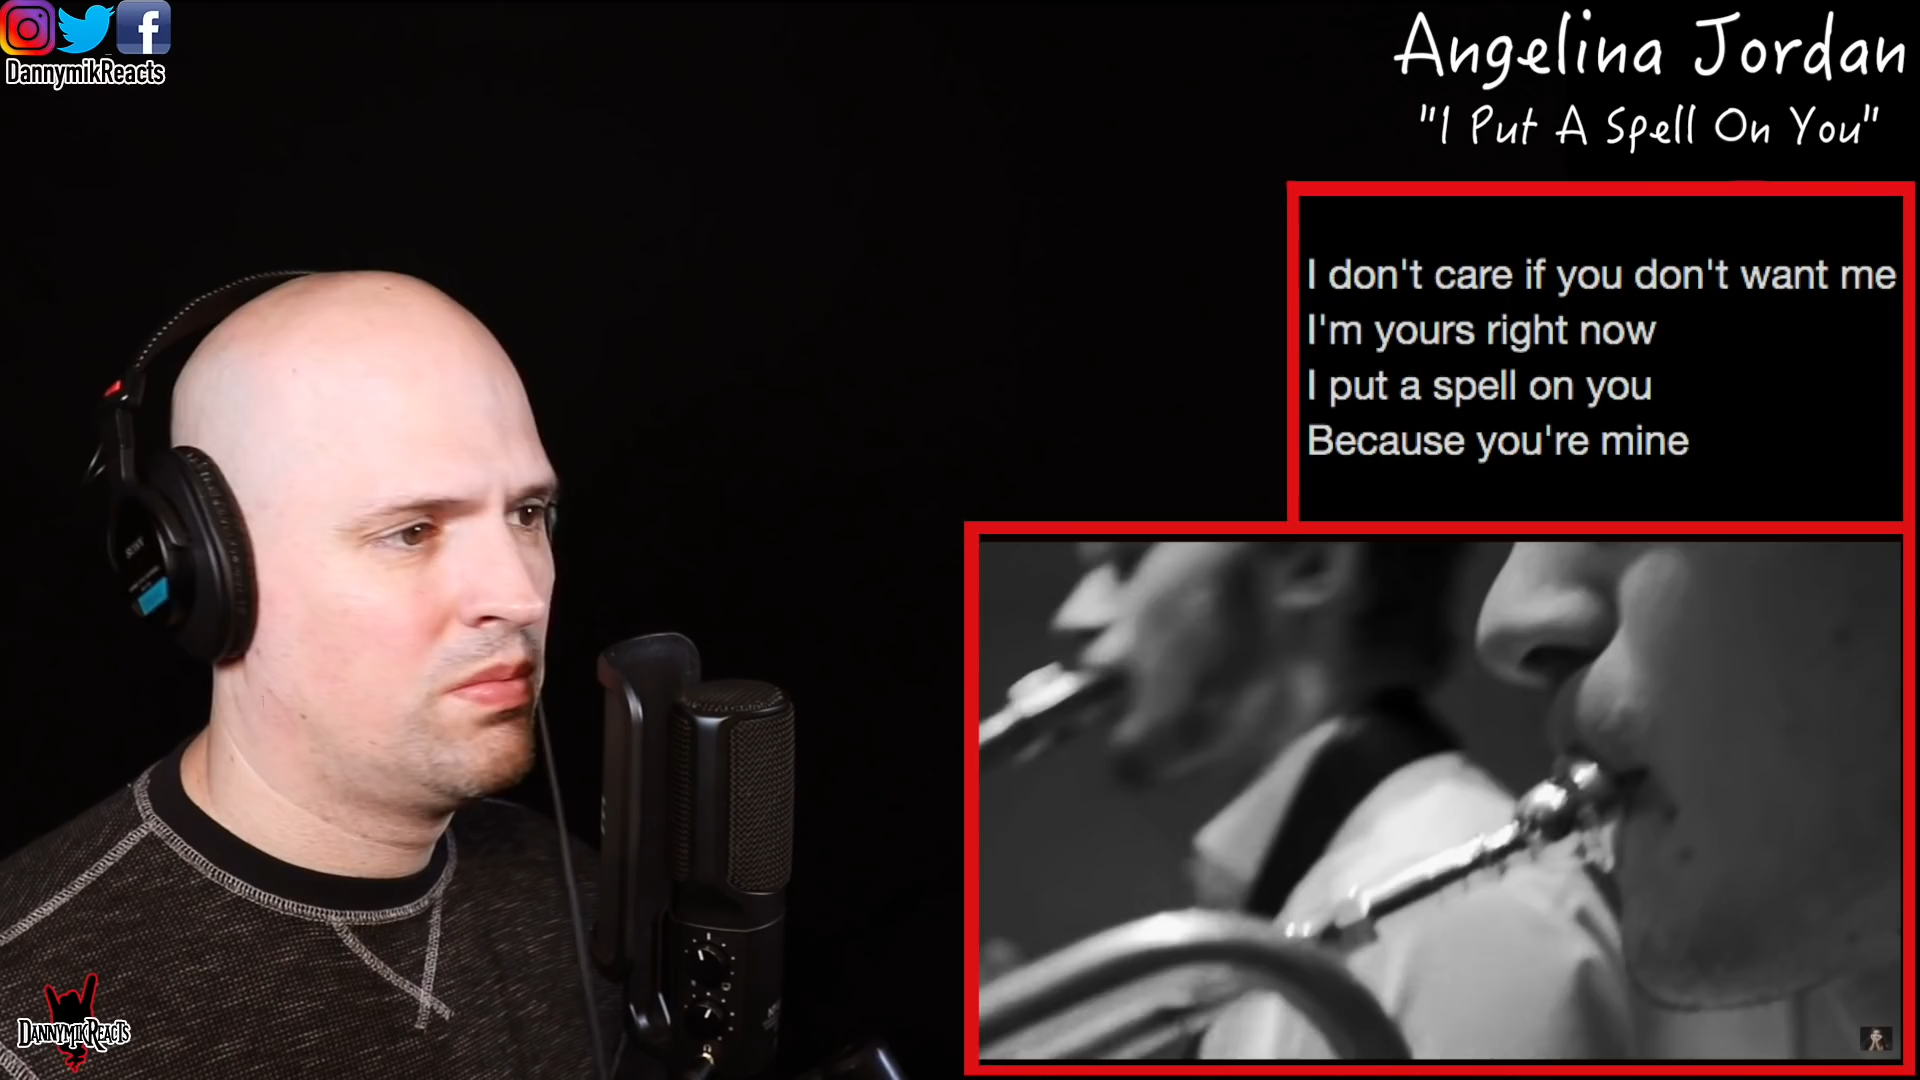 DannymikReacts
Angelina Jordan
"I Put A Spell On You"
I don't care if you don't want me
I'm yours right now
I put a spell on you
Because you're mine
SONY
DANNYMIKREACTS